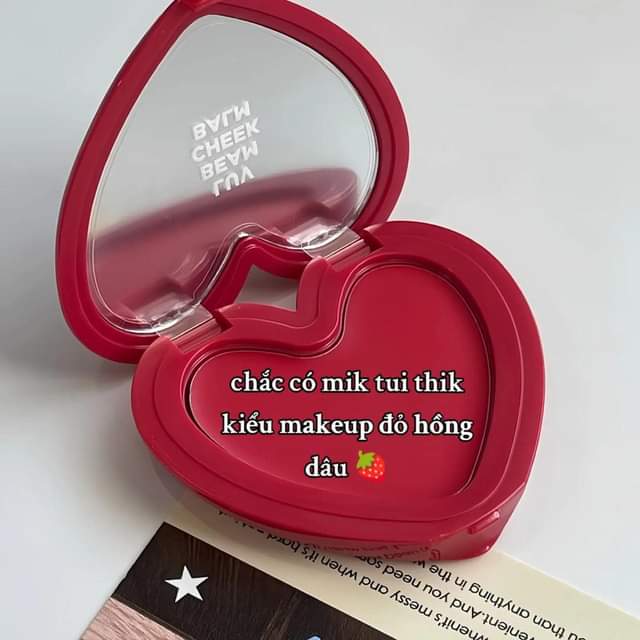 BALM
CHEEK
BEAM
LUV
chắc có mik tui thik
kiểu makeup đỏ hồng
dâu 🍓